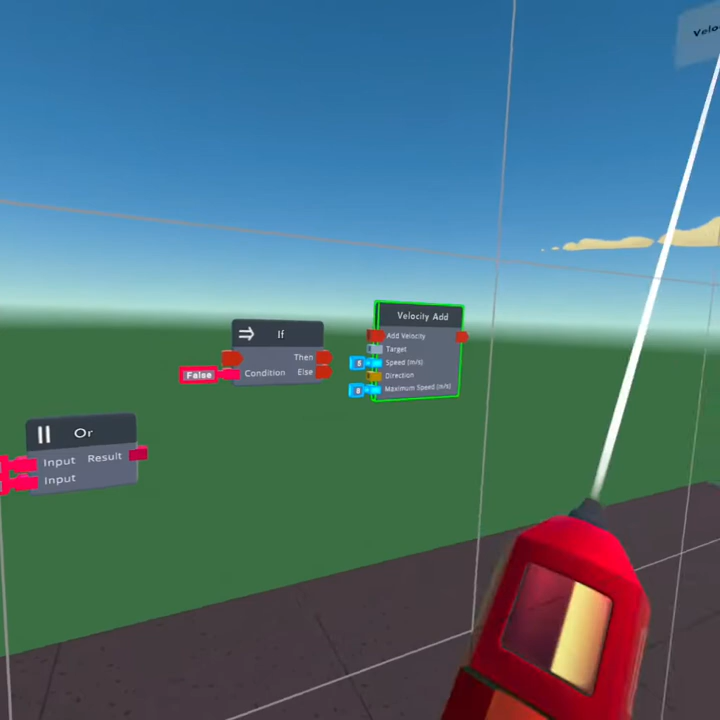 Velo
Velocity Add
Add Velocity
Target
Speed (m/s)
Direction
Maximum Speed (m/s)
If
Then
False
Condition
Else
Or
Input
Result
Input